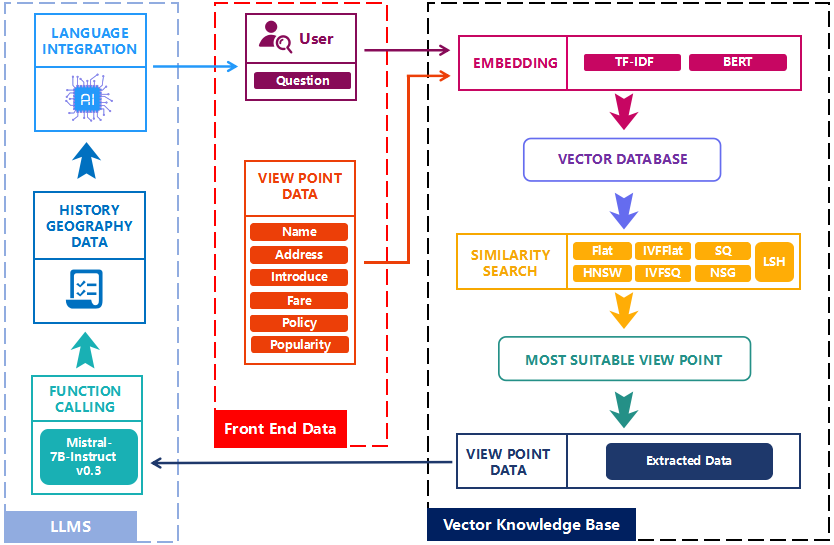 LANGUAGE
INTEGRATION
AI
HISTORY
GEOGRAPHY
DATA
FUNCTION
CALLING
Mistral-
7B-Instruct
v0.3
LLMS
User
Question
VIEW POINT
DATA
Name
Address
Introduce
Fare
Policy
Popularity
Front End Data
EMBEDDING
TF-IDF
BERT
VECTOR DATABASE
SIMILARITY
SEARCH
Flat
IVFFlat
SQ
LSH
HNSW
IVFSQ
NSG
MOST SUITABLE VIEW POINT
VIEW POINT
DATA
Extracted Data
Vector Knowledge Base